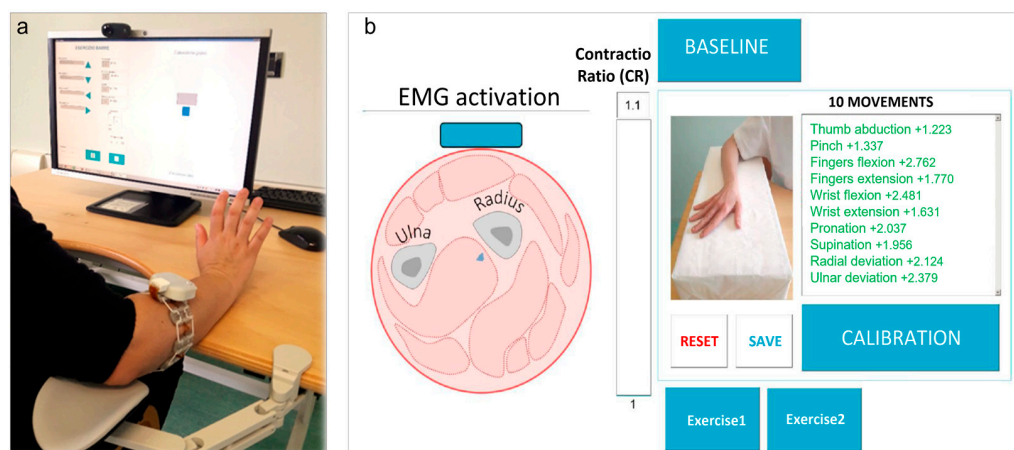 a
b
EMG activation
Ulna
Radius
Contractio
Ratio (CR)
1.1
1
BASELINE
10 MOVEMENTS
Thumb abduction +1.223
Pinch +1.337
Fingers flexion +2.762
Fingers extension +1.770
Wrist flexion +2.481
Wrist extension +1.631
Pronation +2.037
Supination +1.956
Radial deviation +2.124
Ulnar deviation +2.379
RESET
SAVE
CALIBRATION
Exercise1
Exercise2